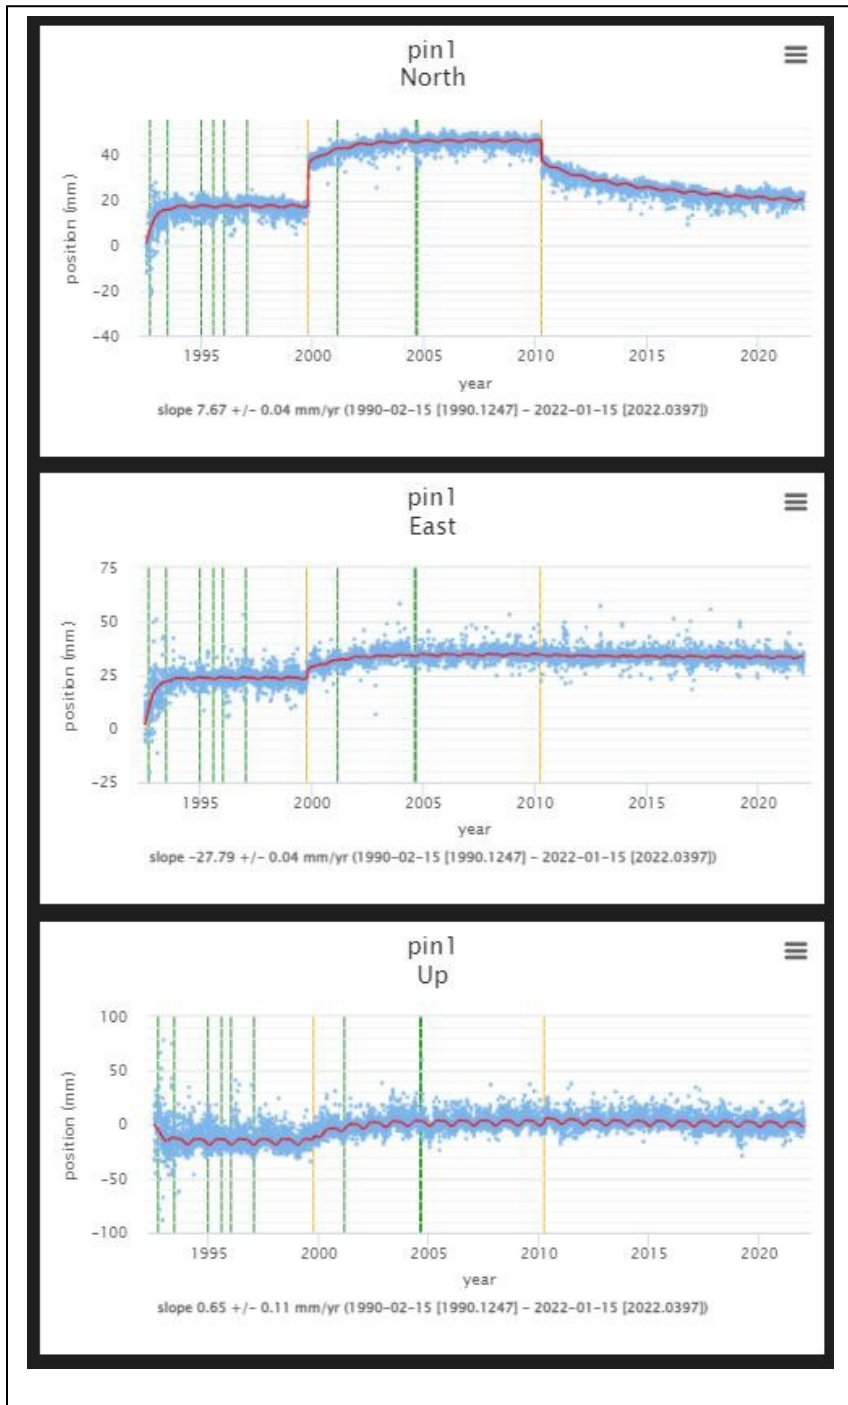 pin1
North
position (mm)
40
20
0
−20
−40
1995
2000
2005
2010
2015
2020
year
slope 7.67 +/- 0.04 mm/yr (1990-02-15 [1990.1247] - 2022-01-15 [2022.0397])
pin1
East
position (mm)
75
50
25
0
−25
1995
2000
2005
2010
2015
2020
year
slope -27.79 +/- 0.04 mm/yr (1990-02-15 [1990.1247] - 2022-01-15 [2022.0397])
pin1
Up
position (mm)
100
50
0
−50
−100
1995
2000
2005
2010
2015
2020
year
slope 0.65 +/- 0.11 mm/yr (1990-02-15 [1990.1247] - 2022-01-15 [2022.0397])